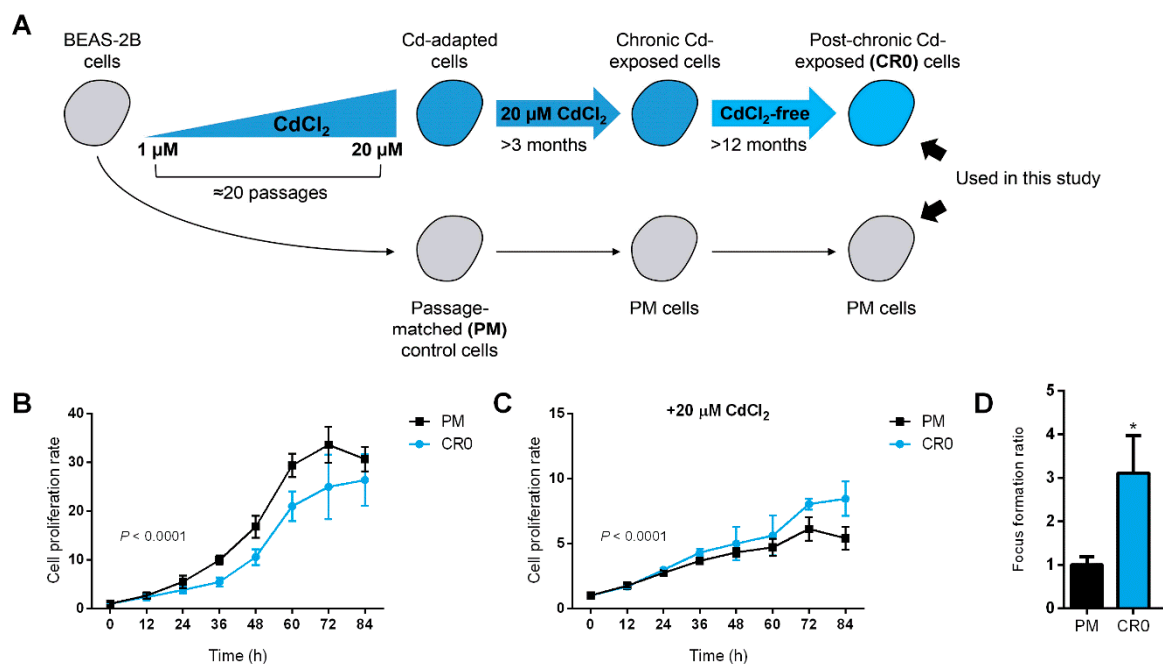 A
BEAS-2B
cells
Cd-adapted
cells
Chronic Cd-
exposed cells
Post-chronic Cd-
exposed (CR0) cells
CdCl₂
1 μM
20 μM
≈20 passages
20 μM CdCl₂
>3 months
CdCl₂-free
>12 months
Used in this study
Passage-
matched (PM)
control cells
PM cells
PM cells
B
Cell proliferation rate
40
30
20
10
0
P < 0.0001
PM
CR0
0 12 24 36 48 60 72 84
Time (h)
C
+20 μM CdCl₂
Cell proliferation rate
15
10
5
0
P < 0.0001
PM
CR0
0 12 24 36 48 60 72 84
Time (h)
D
Focus formation ratio
5
4
3
2
1
0
*
PM CR0